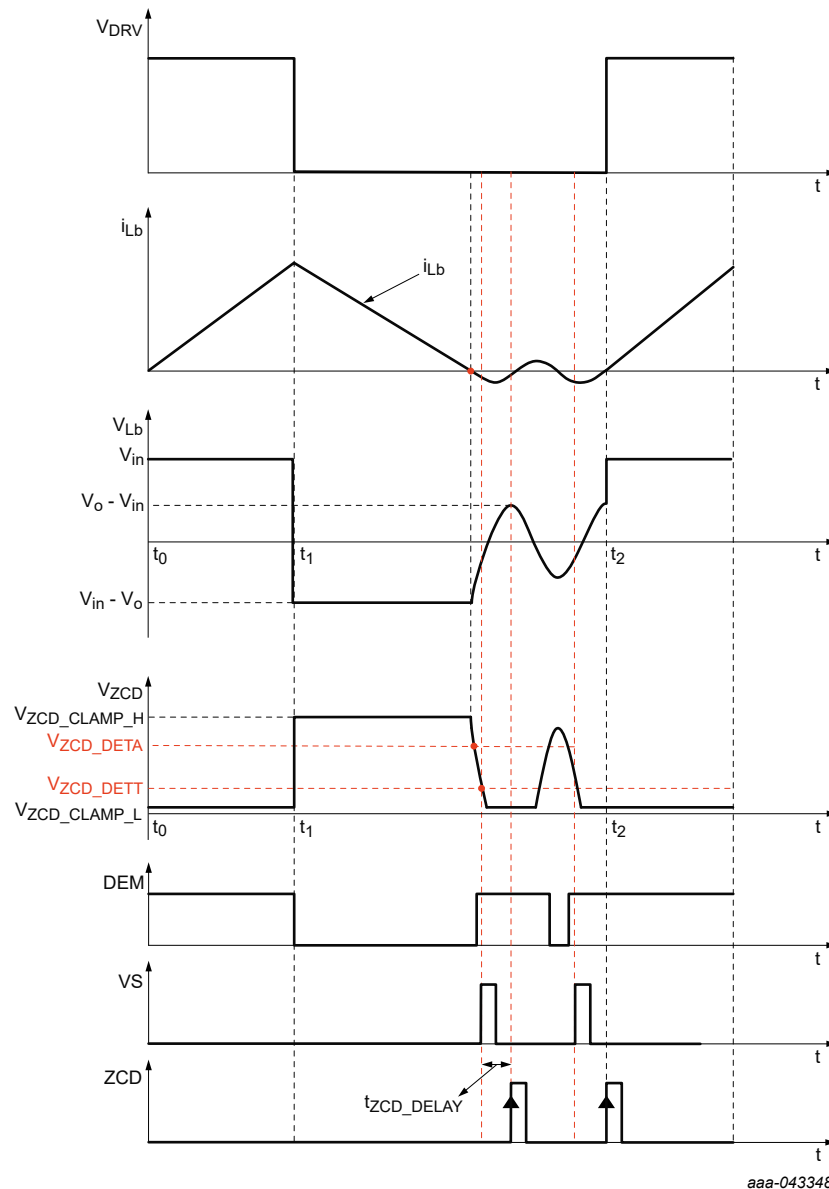 VDRV
t
iLb
iLb
t
VLb
Vin
Vo - Vin
t0 t1 t2 t
Vin - Vo
VZCD
VZCD_CLAMP_H
VZCD_DETA
VZCD_DETT
VZCD_CLAMP_L
t0 t1 t2 t
DEM
t
VS
t
ZCD
tZCD_DELAY
t
aaa-043348